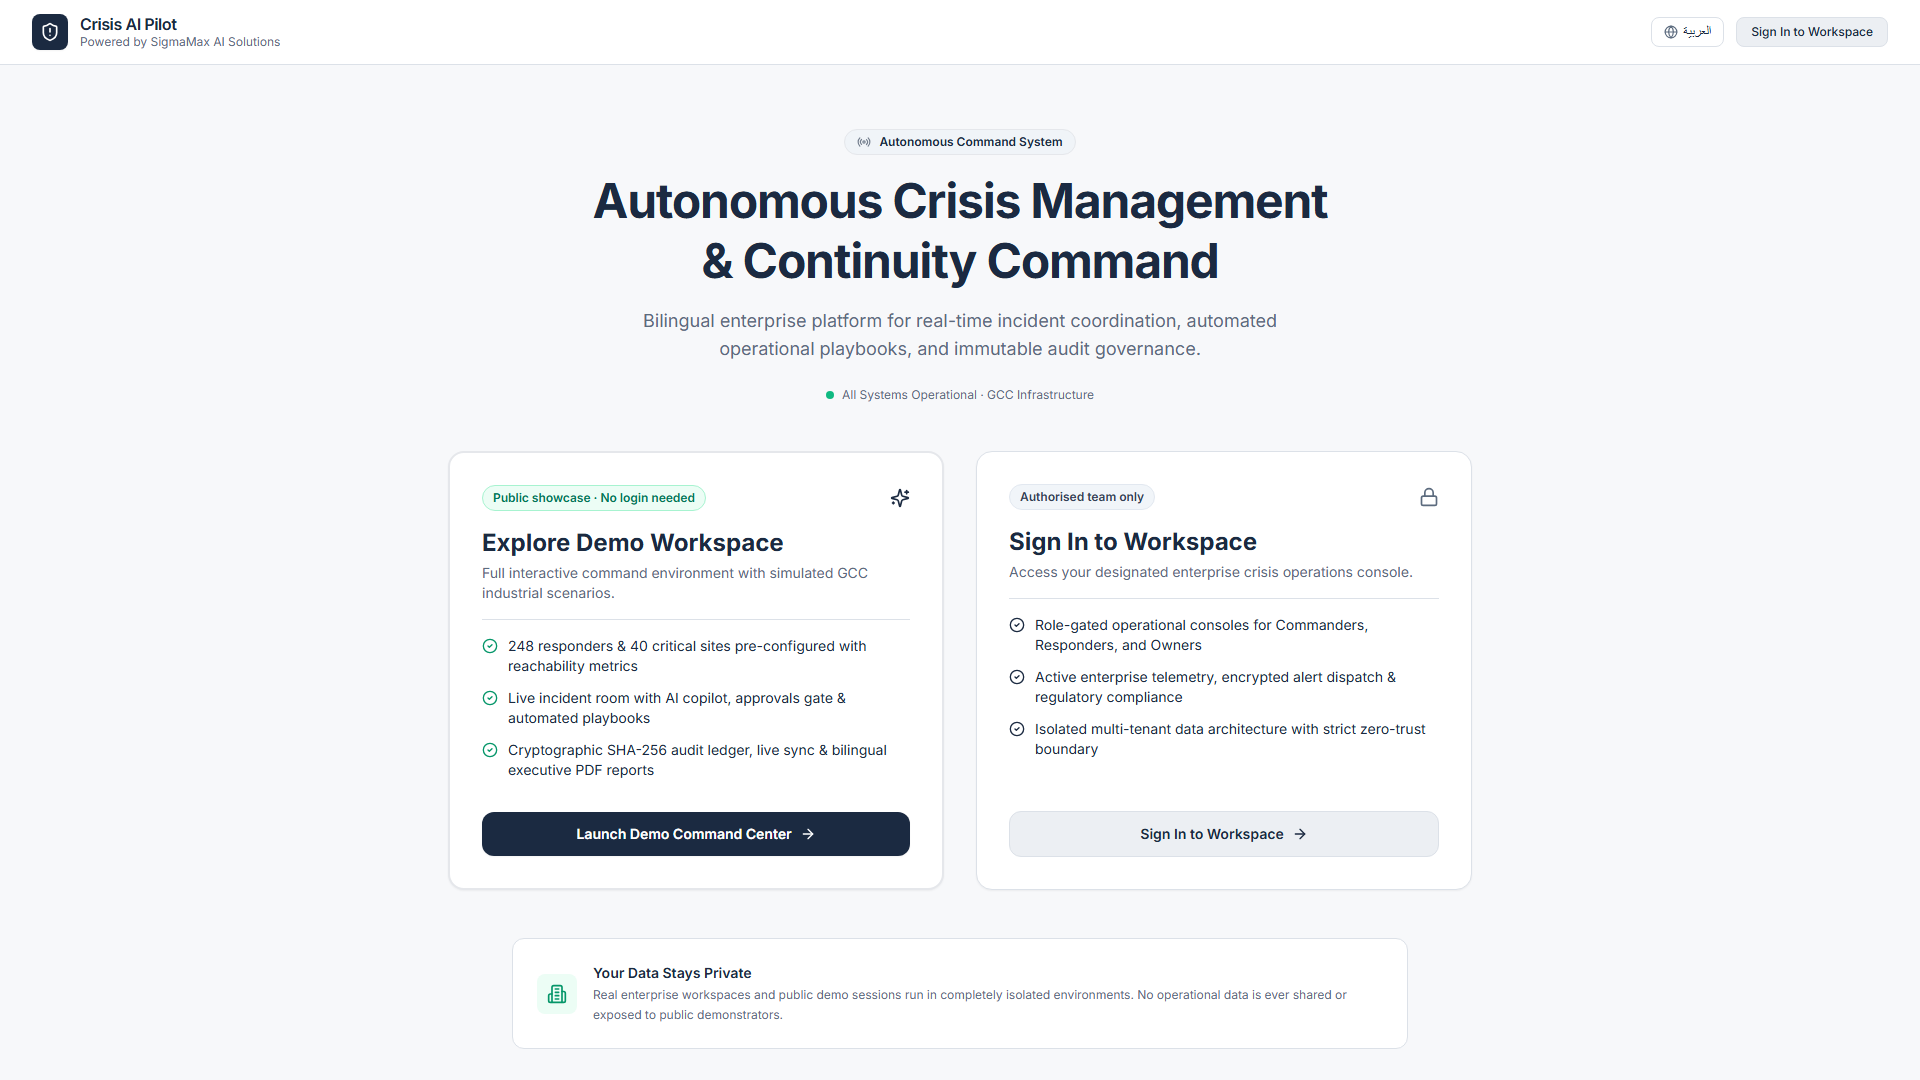 Crisis AI Pilot
Powered by SigmaMax AI Solutions
العربية
Sign In to Workspace
Autonomous Command System
Autonomous Crisis Management
& Continuity Command
Bilingual enterprise platform for real-time incident coordination, automated
operational playbooks, and immutable audit governance.
All Systems Operational · GCC Infrastructure
Public showcase · No login needed
Explore Demo Workspace
Full interactive command environment with simulated GCC
industrial scenarios.
248 responders & 40 critical sites pre-configured with
reachability metrics
Live incident room with AI copilot, approvals gate &
automated playbooks
Cryptographic SHA-256 audit ledger, live sync & bilingual
executive PDF reports
Launch Demo Command Center
Authorised team only
Sign In to Workspace
Access your designated enterprise crisis operations console.
Role-gated operational consoles for Commanders,
Responders, and Owners
Active enterprise telemetry, encrypted alert dispatch &
regulatory compliance
Isolated multi-tenant data architecture with strict zero-trust
boundary
Sign In to Workspace
Your Data Stays Private
Real enterprise workspaces and public demo sessions run in completely isolated environments. No operational data is ever shared or
exposed to public demonstrators.